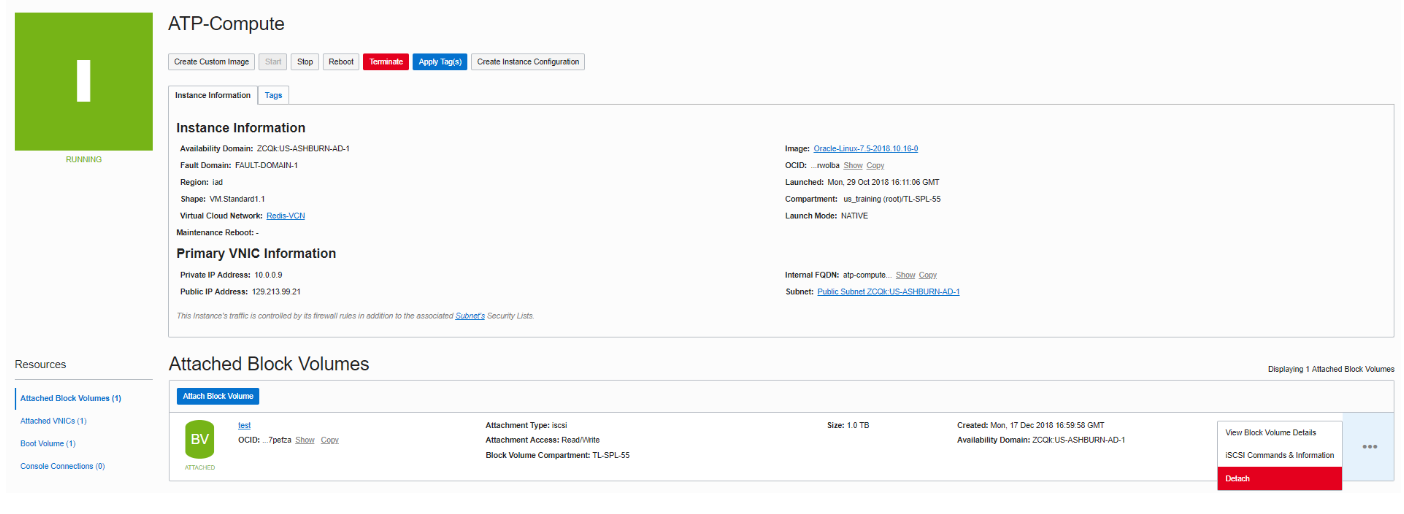 ATP-Compute
I
RUNNING
Create Custom Image Start Stop Reboot Terminate Apply Tag(s) Create Instance Configuration
Instance Information Tags
Instance Information
Availability Domain: ZCQk:US-ASHBURN-AD-1
Fault Domain: FAULT-DOMAIN-1
Region: iad
Shape: VM.Standard1.1
Virtual Cloud Network: Redis-VCN
Maintenance Reboot: -
Image: Oracle-Linux-7.5-2018.10.16-0
OCID: ...rvvolba Show Copy
Launched: Mon, 29 Oct 2018 16:11:06 GMT
Compartment: us_training (root)/TL-SPL-55
Launch Mode: NATIVE
Primary VNIC Information
Private IP Address: 10.0.0.9
Public IP Address: 129.213.99.21
Internal FQDN: atp-compute... Show Copy
Subnet: Public Subnet ZCQk:US-ASHBURN-AD-1
This Instance's traffic is controlled by its firewall rules in addition to the associated Subnet's Security Lists.
Resources
Attached Block Volumes (1)
Attached VNICs (1)
Boot Volume (1)
Console Connections (0)
Attached Block Volumes
Displaying 1 Attached Block Volumes
Attach Block Volume
BV
ATTACHED
test
OCID: ...7pefza Show Copy
Attachment Type: iscsi
Attachment Access: Read/Write
Block Volume Compartment: TL-SPL-55
Size: 1.0 TB
Created: Mon, 17 Dec 2018 16:59:58 GMT
Availability Domain: ZCQk:US-ASHBURN-AD-1
View Block Volume Details
iSCSI Commands & Information
Detach